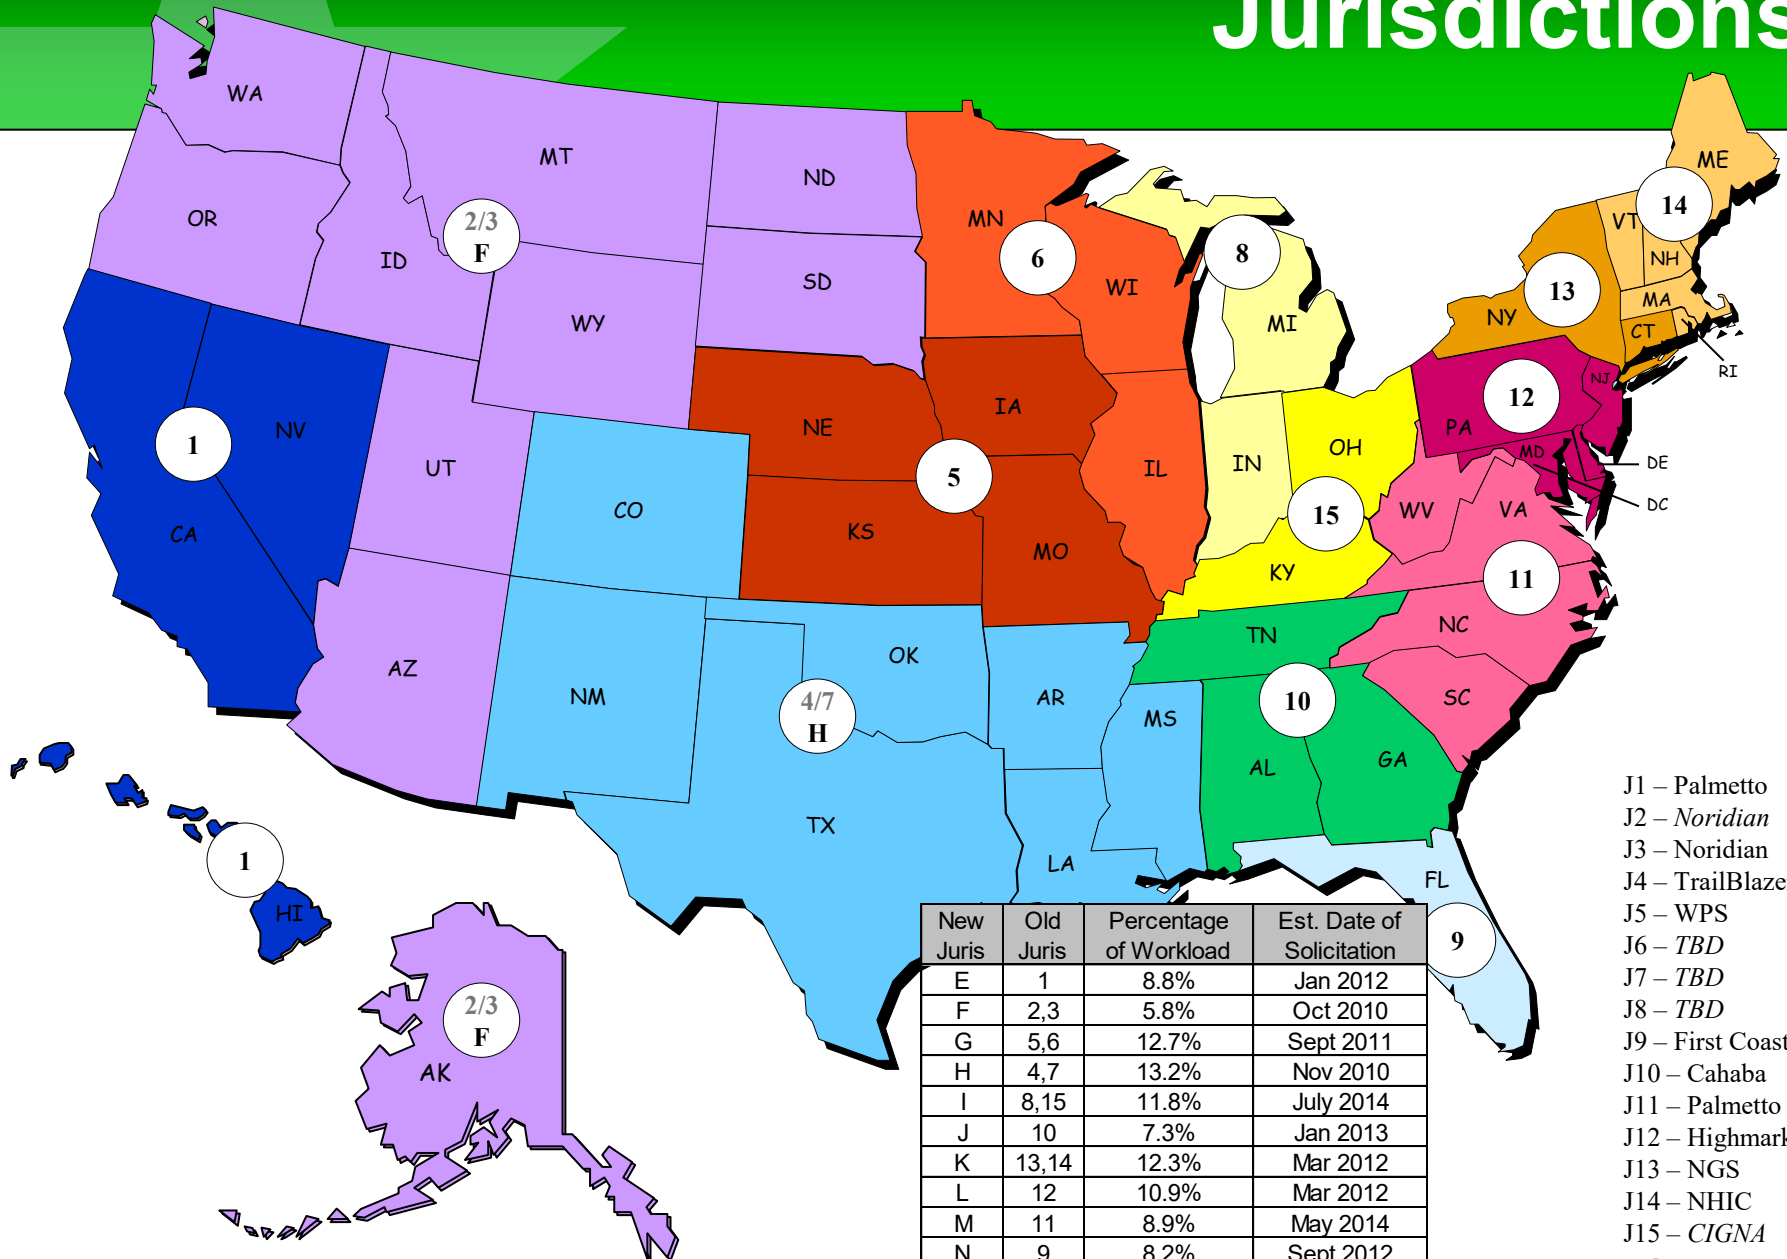 Jurisdictions
WA
OR
MT
ID
ND
SD
WY
2/3
F
MN
6
WI
8
MI
ME
14
VT
NH
13
NY
MA
CT
RI
NV
1
CA
UT
CO
NE
IA
5
KS
MO
IL
IN
OH
15
KY
12
PA
NJ
MD
DE
DC
WV
VA
11
NC
SC
TN
10
AL
GA
AZ
NM
OK
4/7
H
AR
MS
TX
LA
FL
9
1
HI
2/3
F
AK
New Juris Old Juris Percentage of Workload Est. Date of Solicitation
E 1 8.8% Jan 2012
F 2,3 5.8% Oct 2010
G 5,6 12.7% Sept 2011
H 4,7 13.2% Nov 2010
I 8,15 11.8% July 2014
J 10 7.3% Jan 2013
K 13,14 12.3% Mar 2012
L 12 10.9% Mar 2012
M 11 8.9% May 2014
N 9 8.2% Sept 2012
J1 – Palmetto
J2 – Noridian
J3 – Noridian
J4 – TrailBlazer
J5 – WPS
J6 – TBD
J7 – TBD
J8 – TBD
J9 – First Coast
J10 – Cahaba
J11 – Palmetto
J12 – Highmark
J13 – NGS
J14 – NHIC
J15 – CIGNA